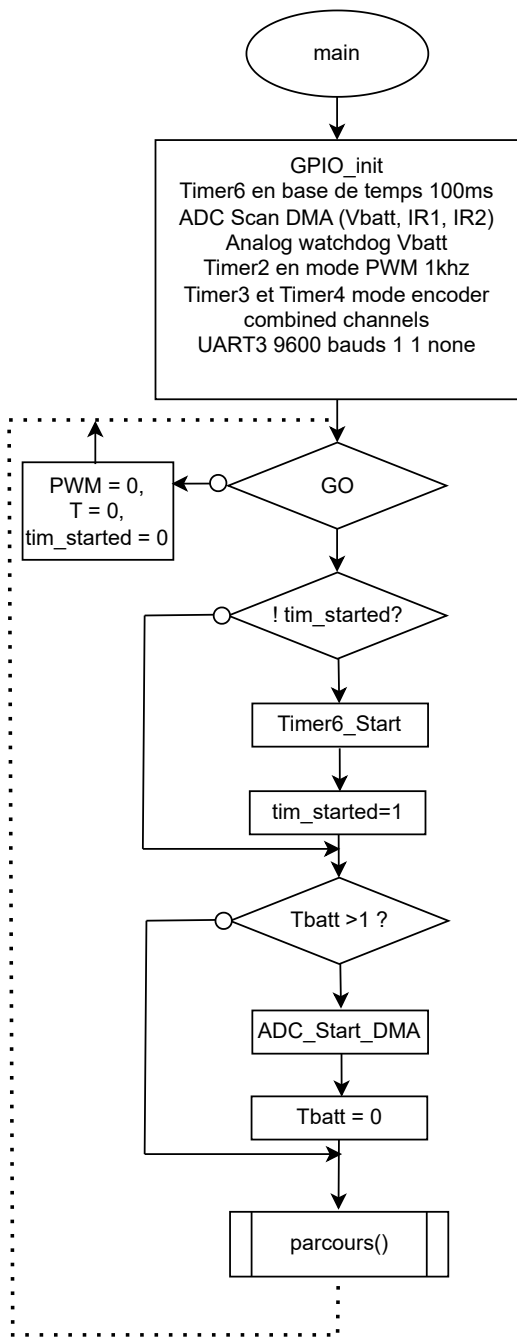 main
GPIO_init
Timer6 en base de temps 100ms
ADC Scan DMA (Vbatt, IR1, IR2)
Analog watchdog Vbatt
Timer2 en mode PWM 1khz
Timer3 et Timer4 mode encoder
combined channels
UART3 9600 bauds 1 1 none
GO
PWM = 0,
T = 0,
tim_started = 0
! tim_started?
Timer6_Start
tim_started=1
Tbatt >1 ?
ADC_Start_DMA
Tbatt = 0
parcours()